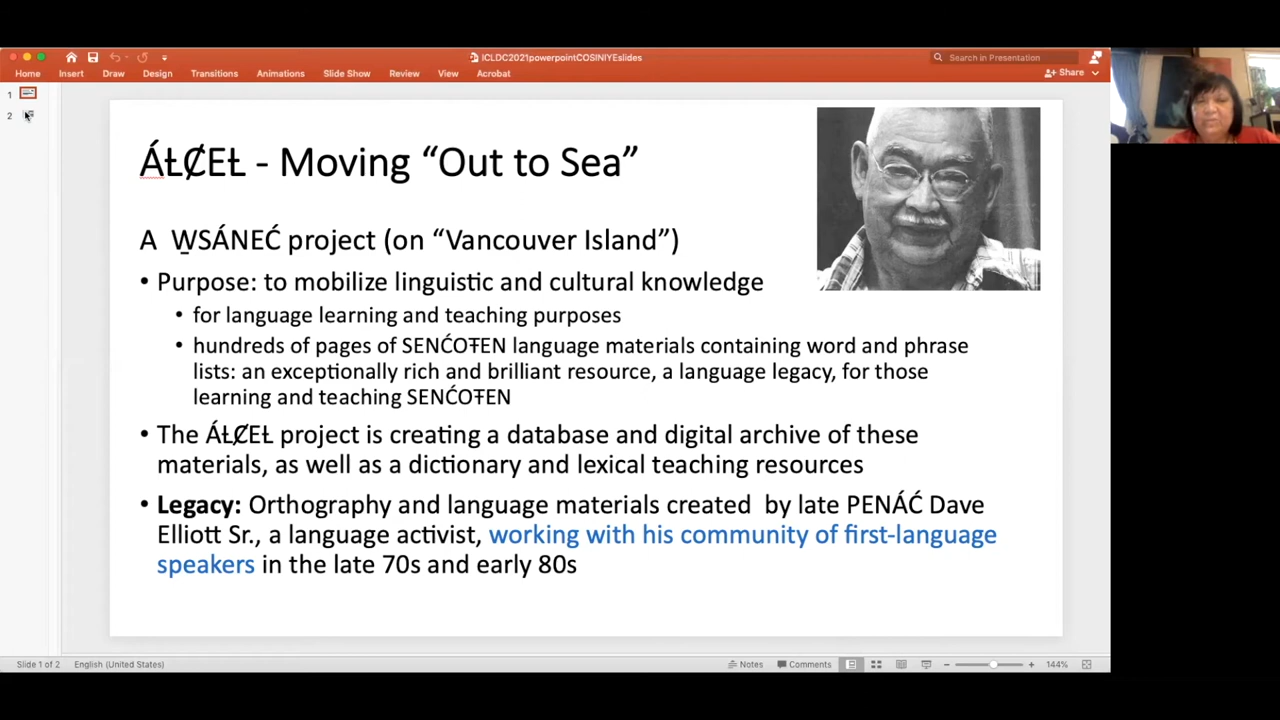 ICLDC2021powerpointCOSINIYEslides
Search in Presentation
Home Insert Draw Design Transitions Animations Slide Show Review View Acrobat
Share
1
2
ÁȽȻEȽ - Moving “Out to Sea”
A W̱SÁNEĆ project (on “Vancouver Island”)
• Purpose: to mobilize linguistic and cultural knowledge
• for language learning and teaching purposes
• hundreds of pages of SENĆOŦEN language materials containing word and phrase
lists: an exceptionally rich and brilliant resource, a language legacy, for those
learning and teaching SENĆOŦEN
• The ÁȽȻEȽ project is creating a database and digital archive of these
materials, as well as a dictionary and lexical teaching resources
• Legacy: Orthography and language materials created by late PENÁĆ Dave
Elliott Sr., a language activist, working with his community of first-language
speakers in the late 70s and early 80s
Slide 1 of 2 English (United States) Notes Comments 144%